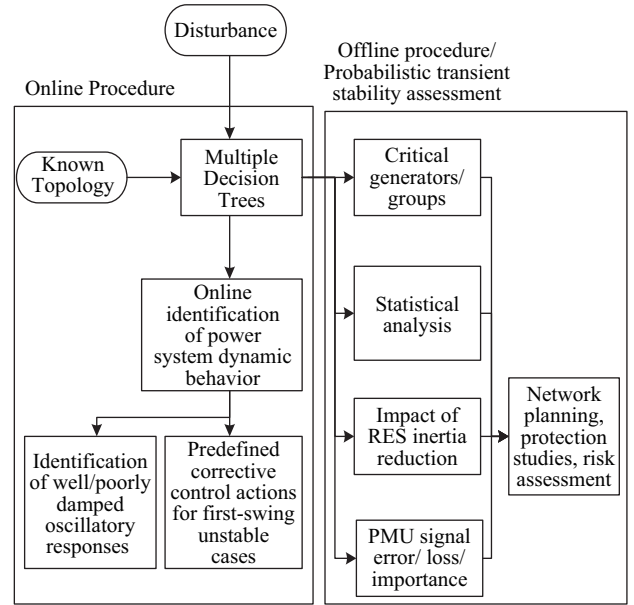 Disturbance
Online Procedure
Offline procedure/
Probabilistic transient
stability assessment
Known
Topology
Multiple
Decision
Trees
Online
identification
of power
system dynamic
behavior
Identification
of well/poorly
damped
oscillatory
responses
Predefined
corrective
control actions
for first-swing
unstable
cases
Critical
generators/
groups
Statistical
analysis
Impact of
RES inertia
reduction
PMU signal
error/ loss/
importance
Network
planning,
protection
studies, risk
assessment